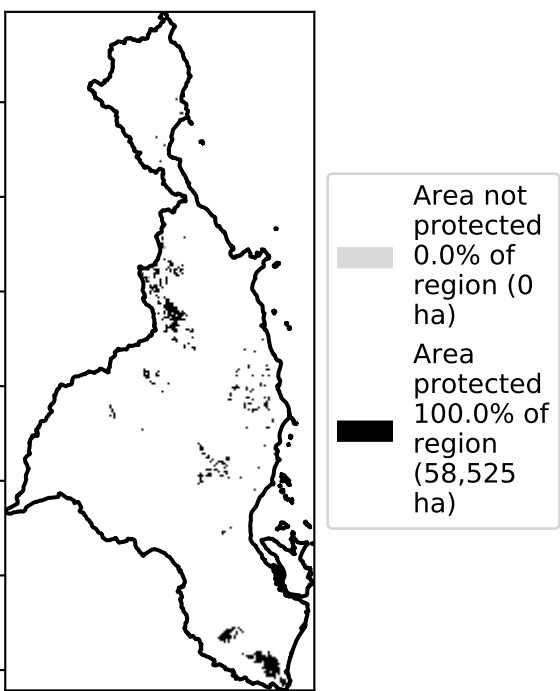 Area not
protected
0.0% of
region (0
ha)
Area
protected
100.0% of
region
(58,525
ha)